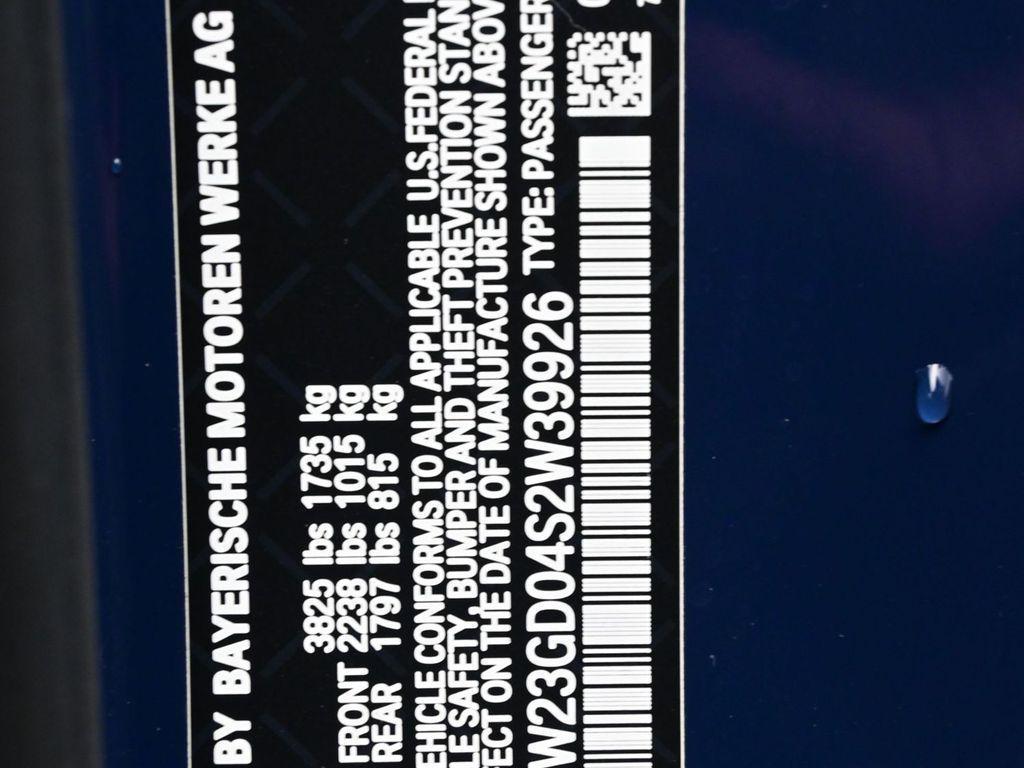 BY BAYERISCHE MOTOREN WERKE AG
3825 lbs 1735 kg
FRONT 2238 lbs 1015 kg
REAR 1797 lbs 815 kg
EHICLE CONFORMS TO ALL APPLICABLE U.S.FEDERAL
LE SAFETY, BUMPER AND THEFT PREVENTION STAN
FECT ON THE DATE OF MANUFACTURE SHOWN ABOV
W23GD04S2W39926 TYPE: PASSENGER